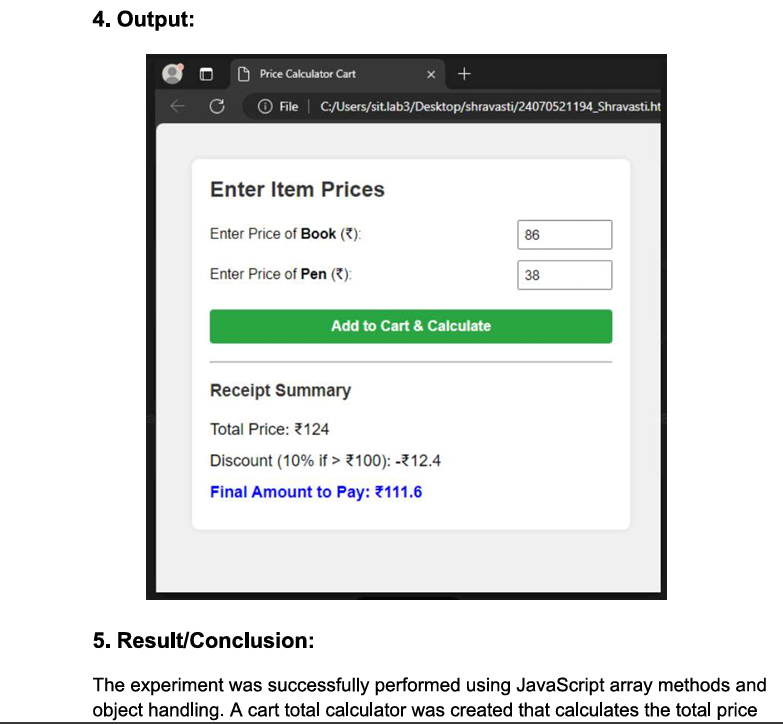 4. Output:
Price Calculator Cart
File | C:/Users/sit.lab3/Desktop/shravasti/24070521194_Shravasti.ht
Enter Item Prices
Enter Price of Book (₹): 86
Enter Price of Pen (₹): 38
Add to Cart & Calculate
Receipt Summary
Total Price: ₹124
Discount (10% if > ₹100): -₹12.4
Final Amount to Pay: ₹111.6
5. Result/Conclusion:
The experiment was successfully performed using JavaScript array methods and
object handling. A cart total calculator was created that calculates the total price